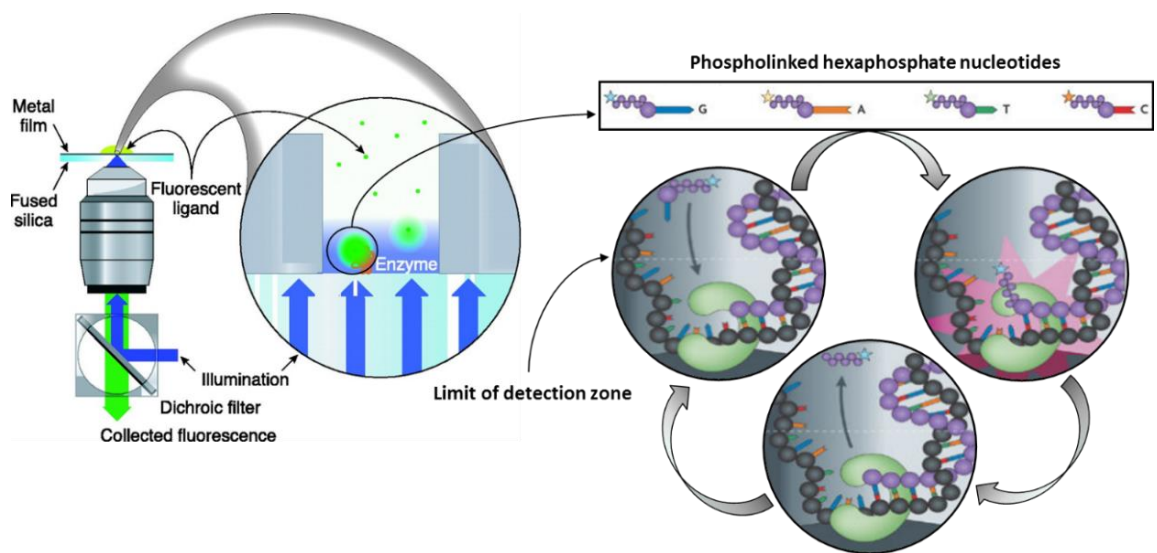 Metal
film
Fused
silica
Fluorescent
ligand
Enzyme
Illumination
Dichroic filter
Collected fluorescence
Phospholinked hexaphosphate nucleotides
G
A
T
C
Limit of detection zone